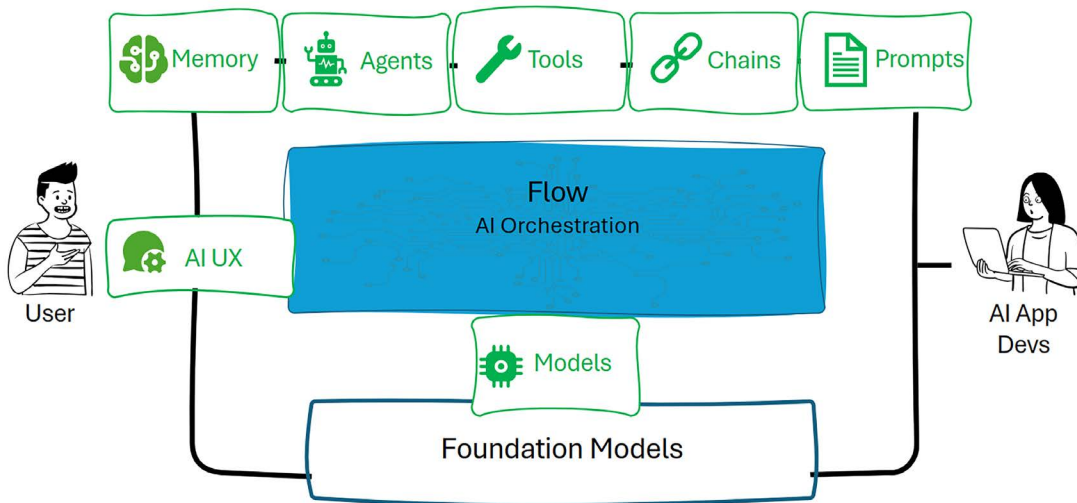 Memory
Agents
Tools
Chains
Prompts
Flow
AI Orchestration
AI UX
User
AI App
Devs
Models
Foundation Models